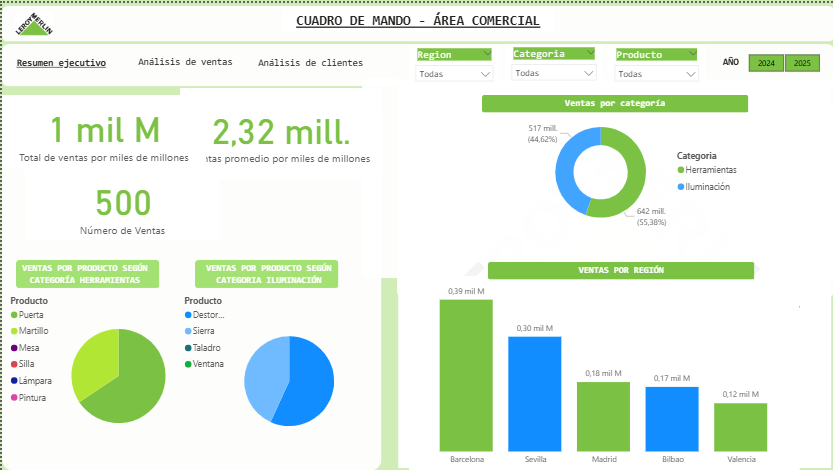 LEROY MERLIN
CUADRO DE MANDO - ÁREA COMERCIAL
Resumen ejecutivo
Análisis de ventas
Análisis de clientes
Region
Todas
Categoria
Todas
Producto
Todas
AÑO
2024
2025
1 mil M
Total de ventas por miles de millones
2,32 mill.
ntas promedio por miles de millones
500
Número de Ventas
Ventas por categoría
517 mill.
(44,62%)
642 mill.
(55,38%)
Categoria
Herramientas
Iluminación
VENTAS POR PRODUCTO SEGÚN
CATEGORÍA HERRAMIENTAS
Producto
Puerta
Martillo
Mesa
Silla
Lámpara
Pintura
VENTAS POR PRODUCTO SEGÚN
CATEGORIA ILUMINACIÓN
Producto
Destor...
Sierra
Taladro
Ventana
VENTAS POR REGIÓN
0,39 mil M
0,30 mil M
0,18 mil M
0,17 mil M
0,12 mil M
Barcelona
Sevilla
Madrid
Bilbao
Valencia